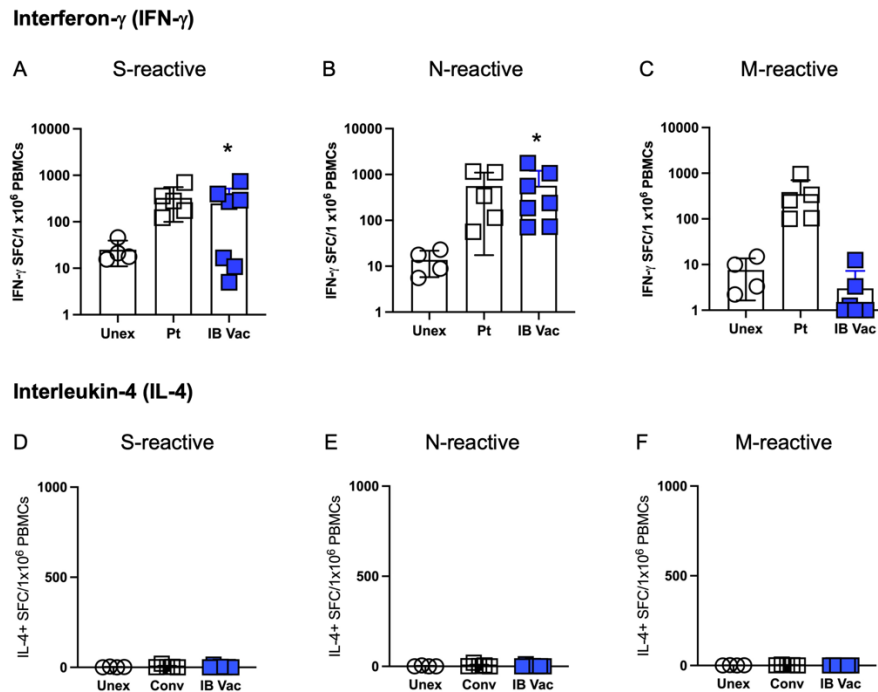 Interferon-γ (IFN-γ)
A S-reactive
IFN-γ SFC/1 x10⁶ PBMCs
10000
1000
100
10
1
Unex Pt IB Vac
*
B N-reactive
IFN-γ SFC/1 x10⁶ PBMCs
10000
1000
100
10
1
Unex Pt IB Vac
*
C M-reactive
IFN-γ SFC/1 x10⁶ PBMCs
10000
1000
100
10
1
Unex Pt IB Vac
Interleukin-4 (IL-4)
D S-reactive
IL-4+ SFC/1x10⁶ PBMCs
1000
500
0
Unex Conv IB Vac
E N-reactive
IL-4+ SFC/1x10⁶ PBMCs
1000
500
0
Unex Conv IB Vac
F M-reactive
IL-4+ SFC/1x10⁶ PBMCs
1000
500
0
Unex Conv IB Vac